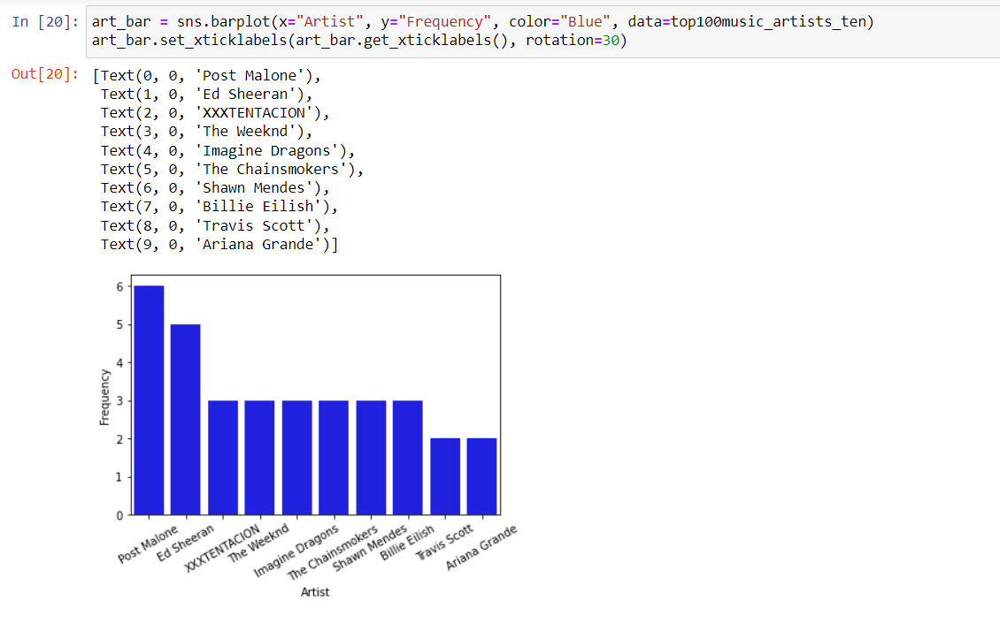 In [20]: art_bar = sns.barplot(x="Artist", y="Frequency", color="Blue", data=top100music_artists_ten)
art_bar.set_xticklabels(art_bar.get_xticklabels(), rotation=30)
Out[20]: [Text(0, 0, 'Post Malone'),
Text(1, 0, 'Ed Sheeran'),
Text(2, 0, 'XXXTENTACION'),
Text(3, 0, 'The Weeknd'),
Text(4, 0, 'Imagine Dragons'),
Text(5, 0, 'The Chainsmokers'),
Text(6, 0, 'Shawn Mendes'),
Text(7, 0, 'Billie Eilish'),
Text(8, 0, 'Travis Scott'),
Text(9, 0, 'Ariana Grande')]
6
5
4
3
2
1
0
Frequency
Post Malone
Ed Sheeran
XXXTENTACION
The Weeknd
Imagine Dragons
The Chainsmokers
Shawn Mendes
Billie Eilish
Travis Scott
Ariana Grande
Artist